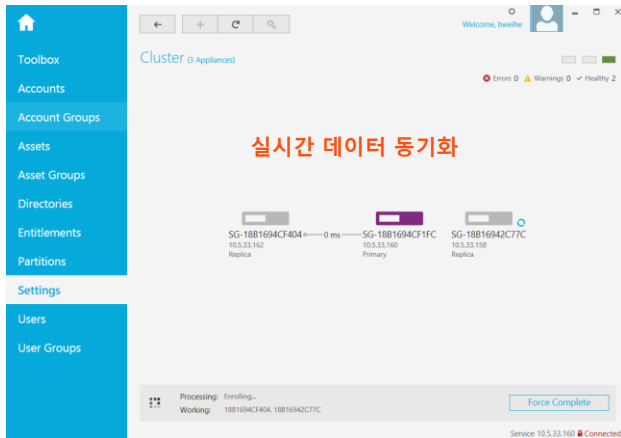 Welcome, hweihe
Toolbox
Accounts
Account Groups
Assets
Asset Groups
Directories
Entitlements
Partitions
Settings
Users
User Groups
Cluster (3 Appliances)
Errors 0 Warnings 0 Healthy 2
실시간 데이터 동기화
SG-18B1694CF404 0 ms SG-18B1694CF1FC SG-18B16942C77C
10.5.33.162 10.5.33.160 10.5.33.158
Replica Primary Replica
Processing: Enrolling...
Working: 18B1694CF404, 18B16942C77C
Force Complete
Service 10.5.33.160 Connected